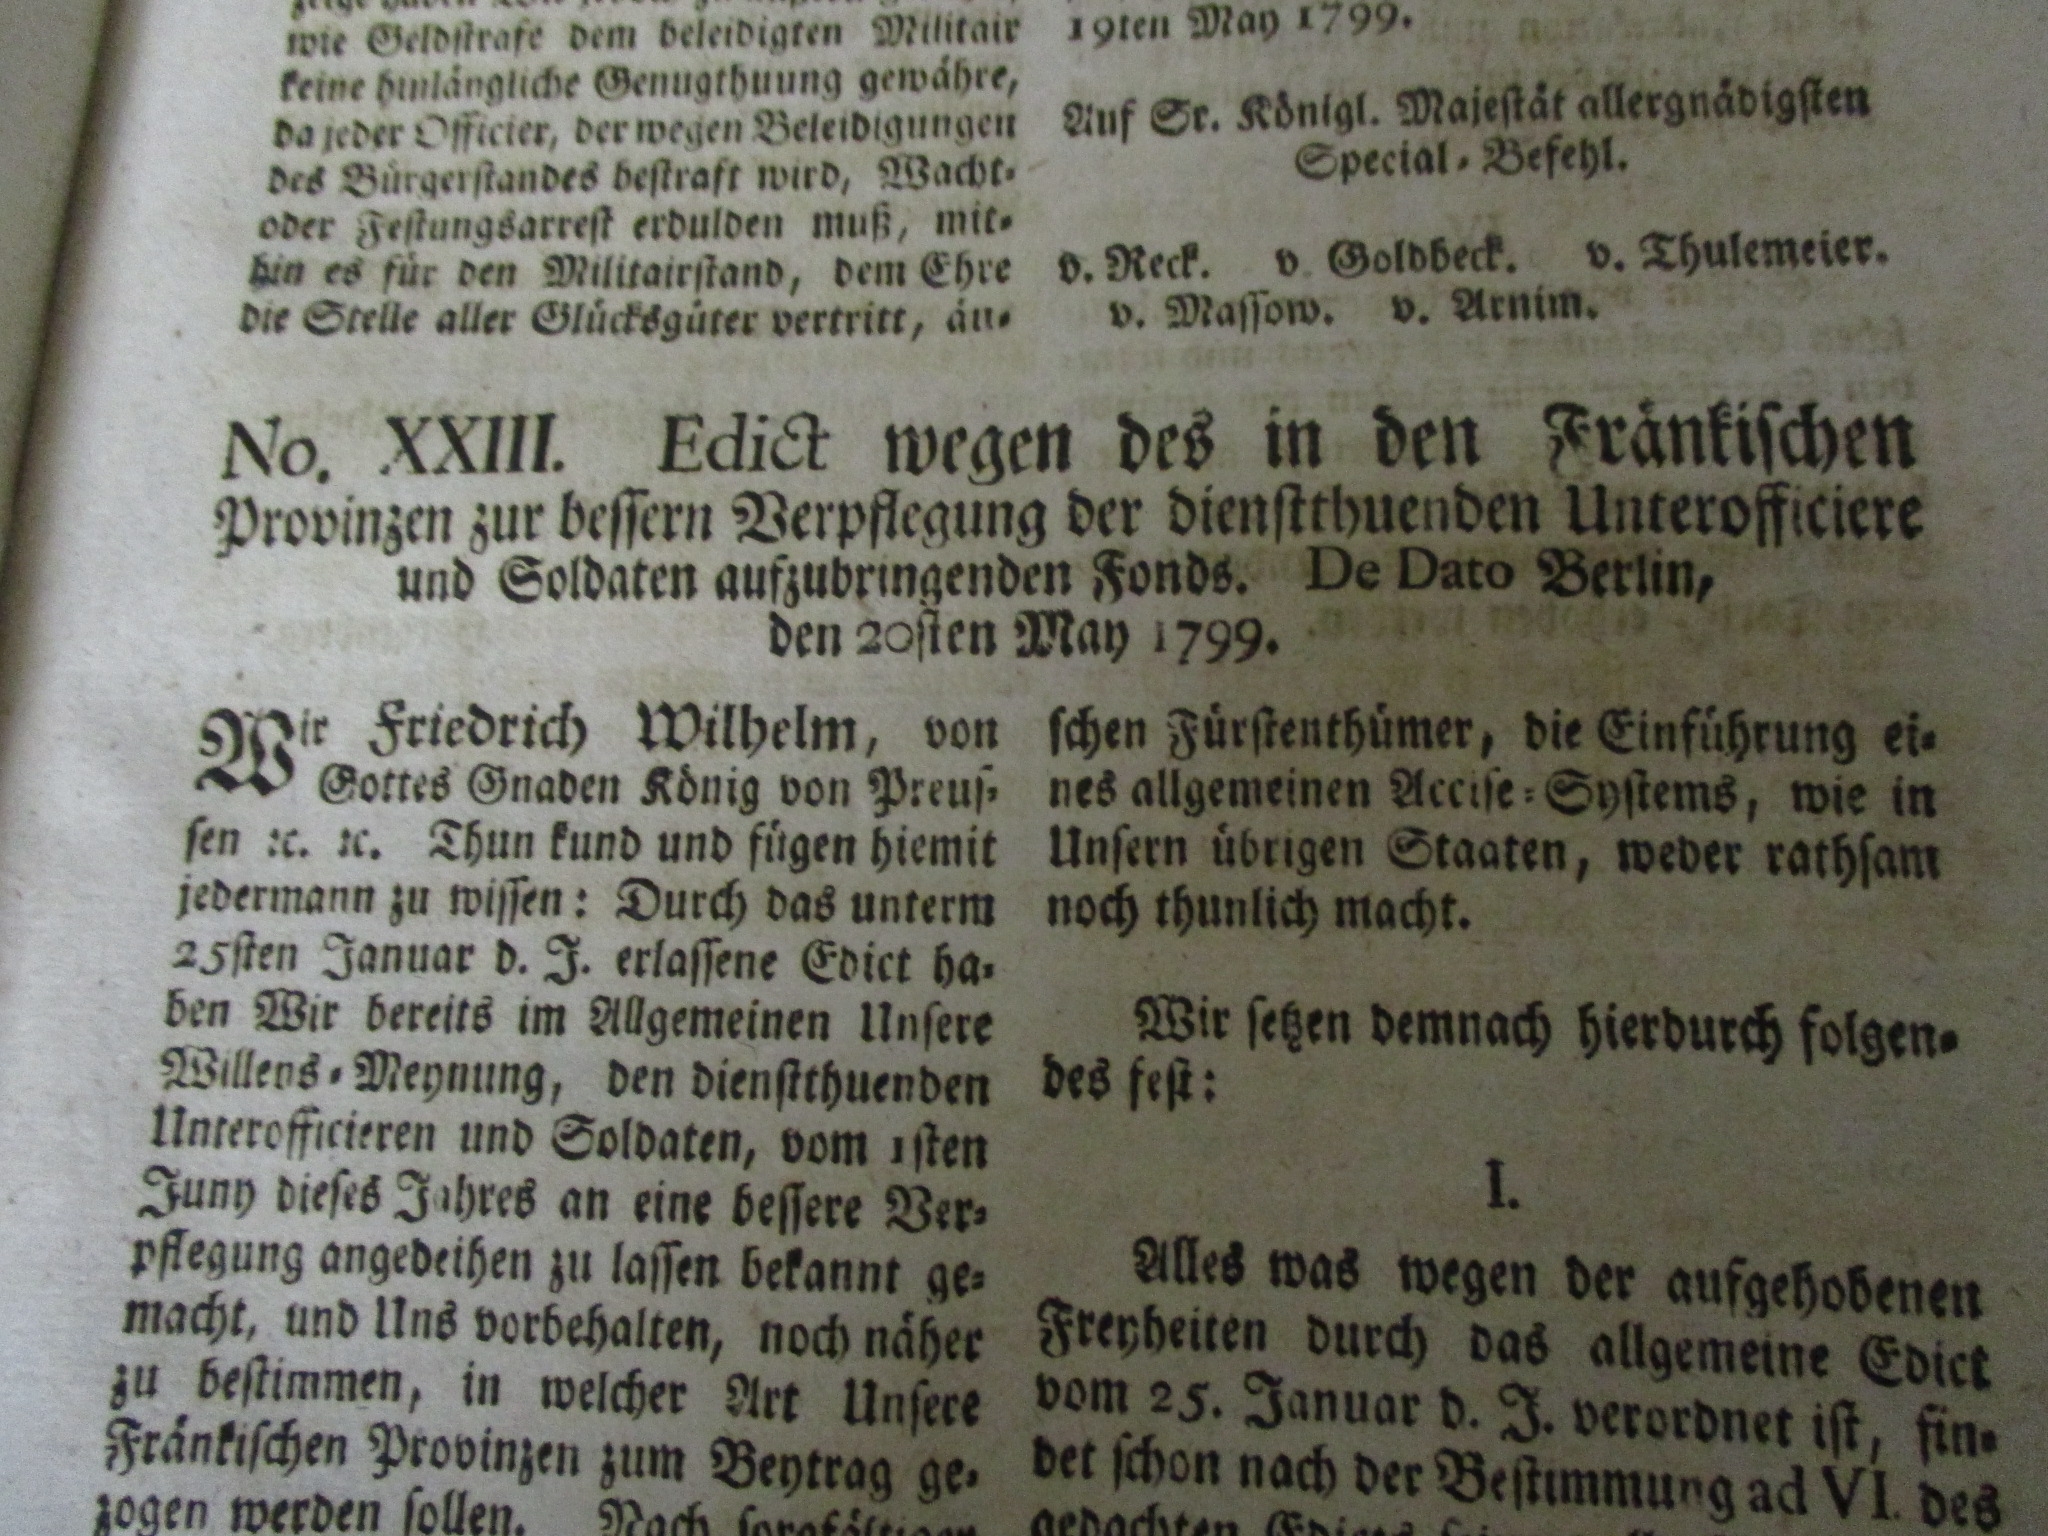 wie Geldſtrafe dem beleidigten Militair
keine hinlängliche Genugthuung gewähre,
da jeder Officier, der wegen Beleidigungen
des Bürgerſtandes beſtraft wird, Wacht-
oder Feſtungsarreſt erdulden muß, mit-
hin es für den Militairſtand, dem Ehre
die Stelle aller Glücksgüter vertritt, äu-
19ten May 1799.
Auf Sr. Königl. Majeſtät allergnädigſten
Special-Befehl.
v. Reck. v. Goldbeck. v. Thulemeier.
v. Maſſow. v. Arnim.
No. XXIII. Edict wegen des in den Fränkiſchen
Provinzen zur beſſern Verpflegung der dienſtthuenden Unterofficiere
und Soldaten aufzubringenden Fonds. De Dato Berlin,
den 20ſten May 1799.
Wir Friedrich Wilhelm, von
Gottes Gnaden König von Preuſ-
ſen ꝛc. ꝛc. Thun kund und fügen hiemit
jedermann zu wiſſen: Durch das unterm
25ſten Januar d. J. erlaſſene Edict ha-
ben Wir bereits im Allgemeinen Unſere
Willens-Meynung, den dienſtthuenden
Unterofficieren und Soldaten, vom 1ſten
Juny dieſes Jahres an eine beſſere Ver-
pflegung angedeihen zu laſſen bekannt ge-
macht, und Uns vorbehalten, noch näher
zu beſtimmen, in welcher Art Unſere
Fränkiſchen Provinzen zum Beytrag ge-
zogen werden ſollen. Nach ſorgfältiger
ſchen Fürſtenthümer, die Einführung ei-
nes allgemeinen Acciſe-Syſtems, wie in
Unſern übrigen Staaten, weder rathſam
noch thunlich macht.
Wir ſetzen demnach hierdurch folgen-
des feſt:
I.
Alles was wegen der aufgehobenen
Freyheiten durch das allgemeine Edict
vom 25. Januar d. J. verordnet iſt, fin-
det ſchon nach der Beſtimmung ad VI. des
gedachten Edicts